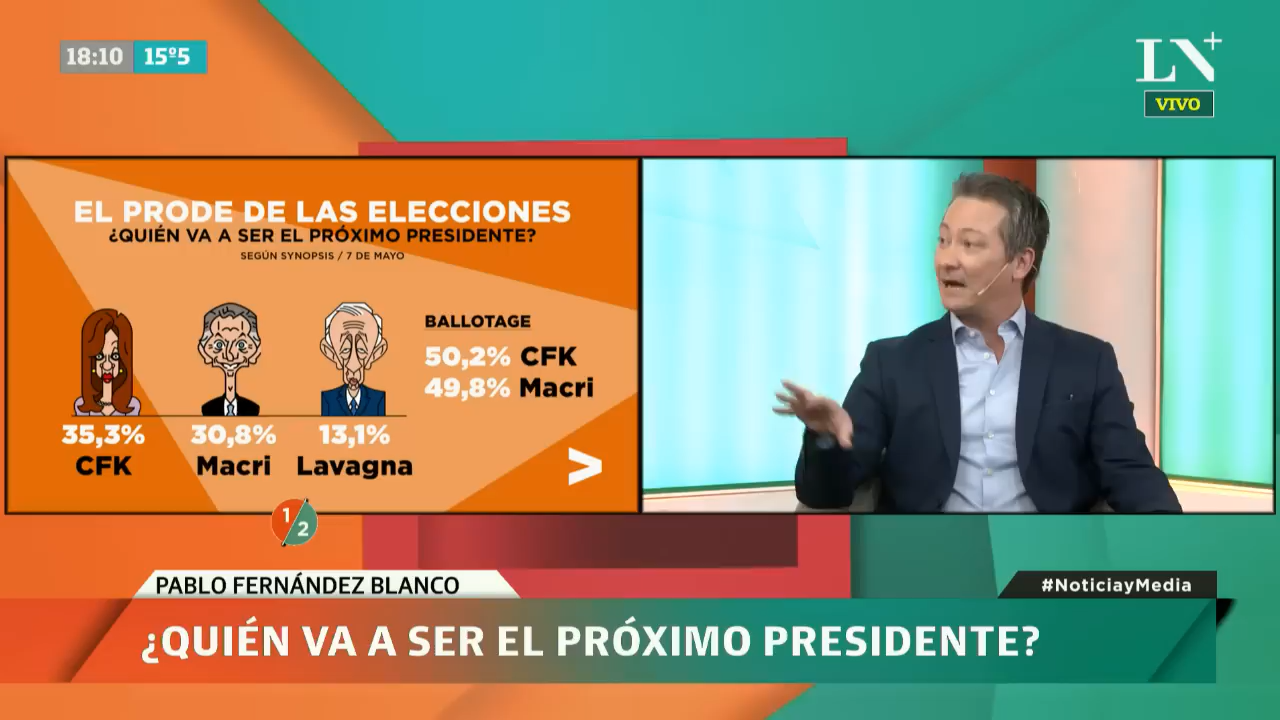 18:10 15º5
LN+
VIVO
EL PRODE DE LAS ELECCIONES
¿QUIÉN VA A SER EL PRÓXIMO PRESIDENTE?
SEGÚN SYNOPSIS / 7 DE MAYO
BALLOTAGE
50,2% CFK
49,8% Macri
35,3% 30,8% 13,1%
CFK Macri Lavagna
>
1/2
PABLO FERNÁNDEZ BLANCO
#NoticiayMedia
¿QUIÉN VA A SER EL PRÓXIMO PRESIDENTE?